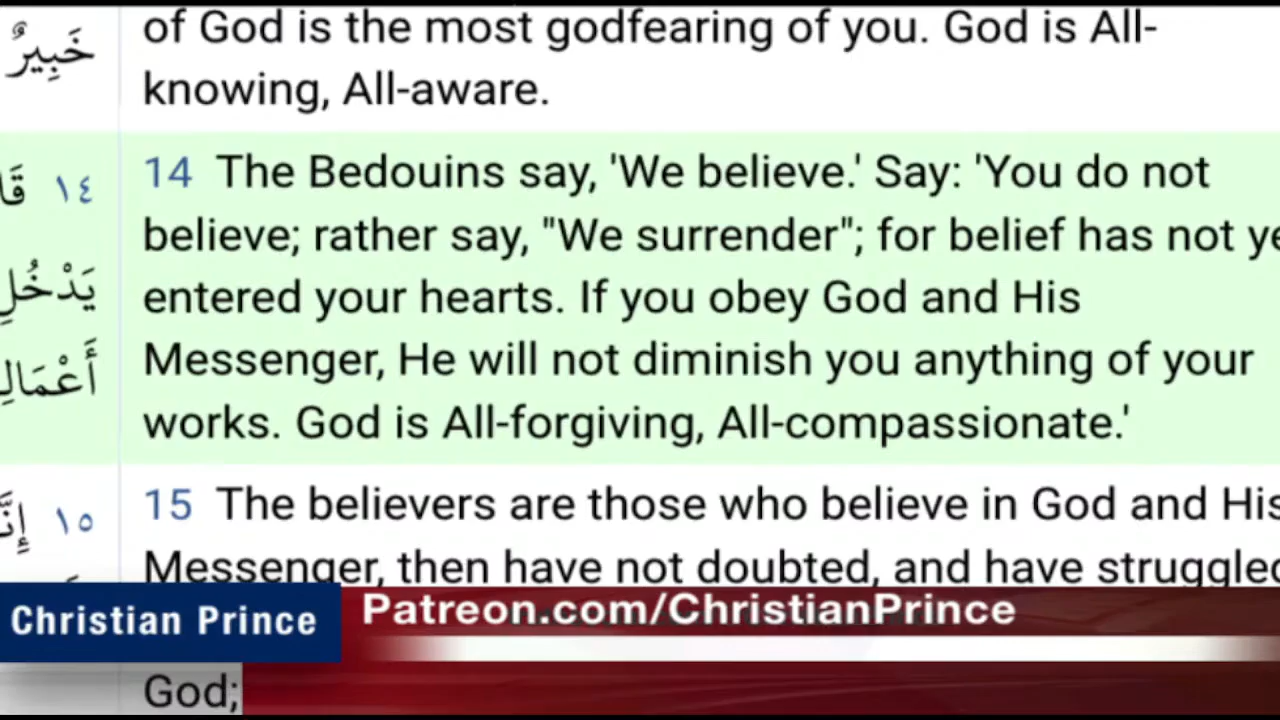 of God is the most godfearing of you. God is All-
خَبِيرٌ
knowing, All-aware.
14 The Bedouins say, 'We believe.' Say: 'You do not
١٤
believe; rather say, "We surrender"; for belief has not
يَدْخُلِ
entered your hearts. If you obey God and His
Messenger, He will not diminish you anything of your
works. God is All-forgiving, All-compassionate.'
15 The believers are those who believe in God and His
١٥
Messenger, then have not doubted, and have struggled
Christian Prince
Patreon.com/ChristianPrince
God;